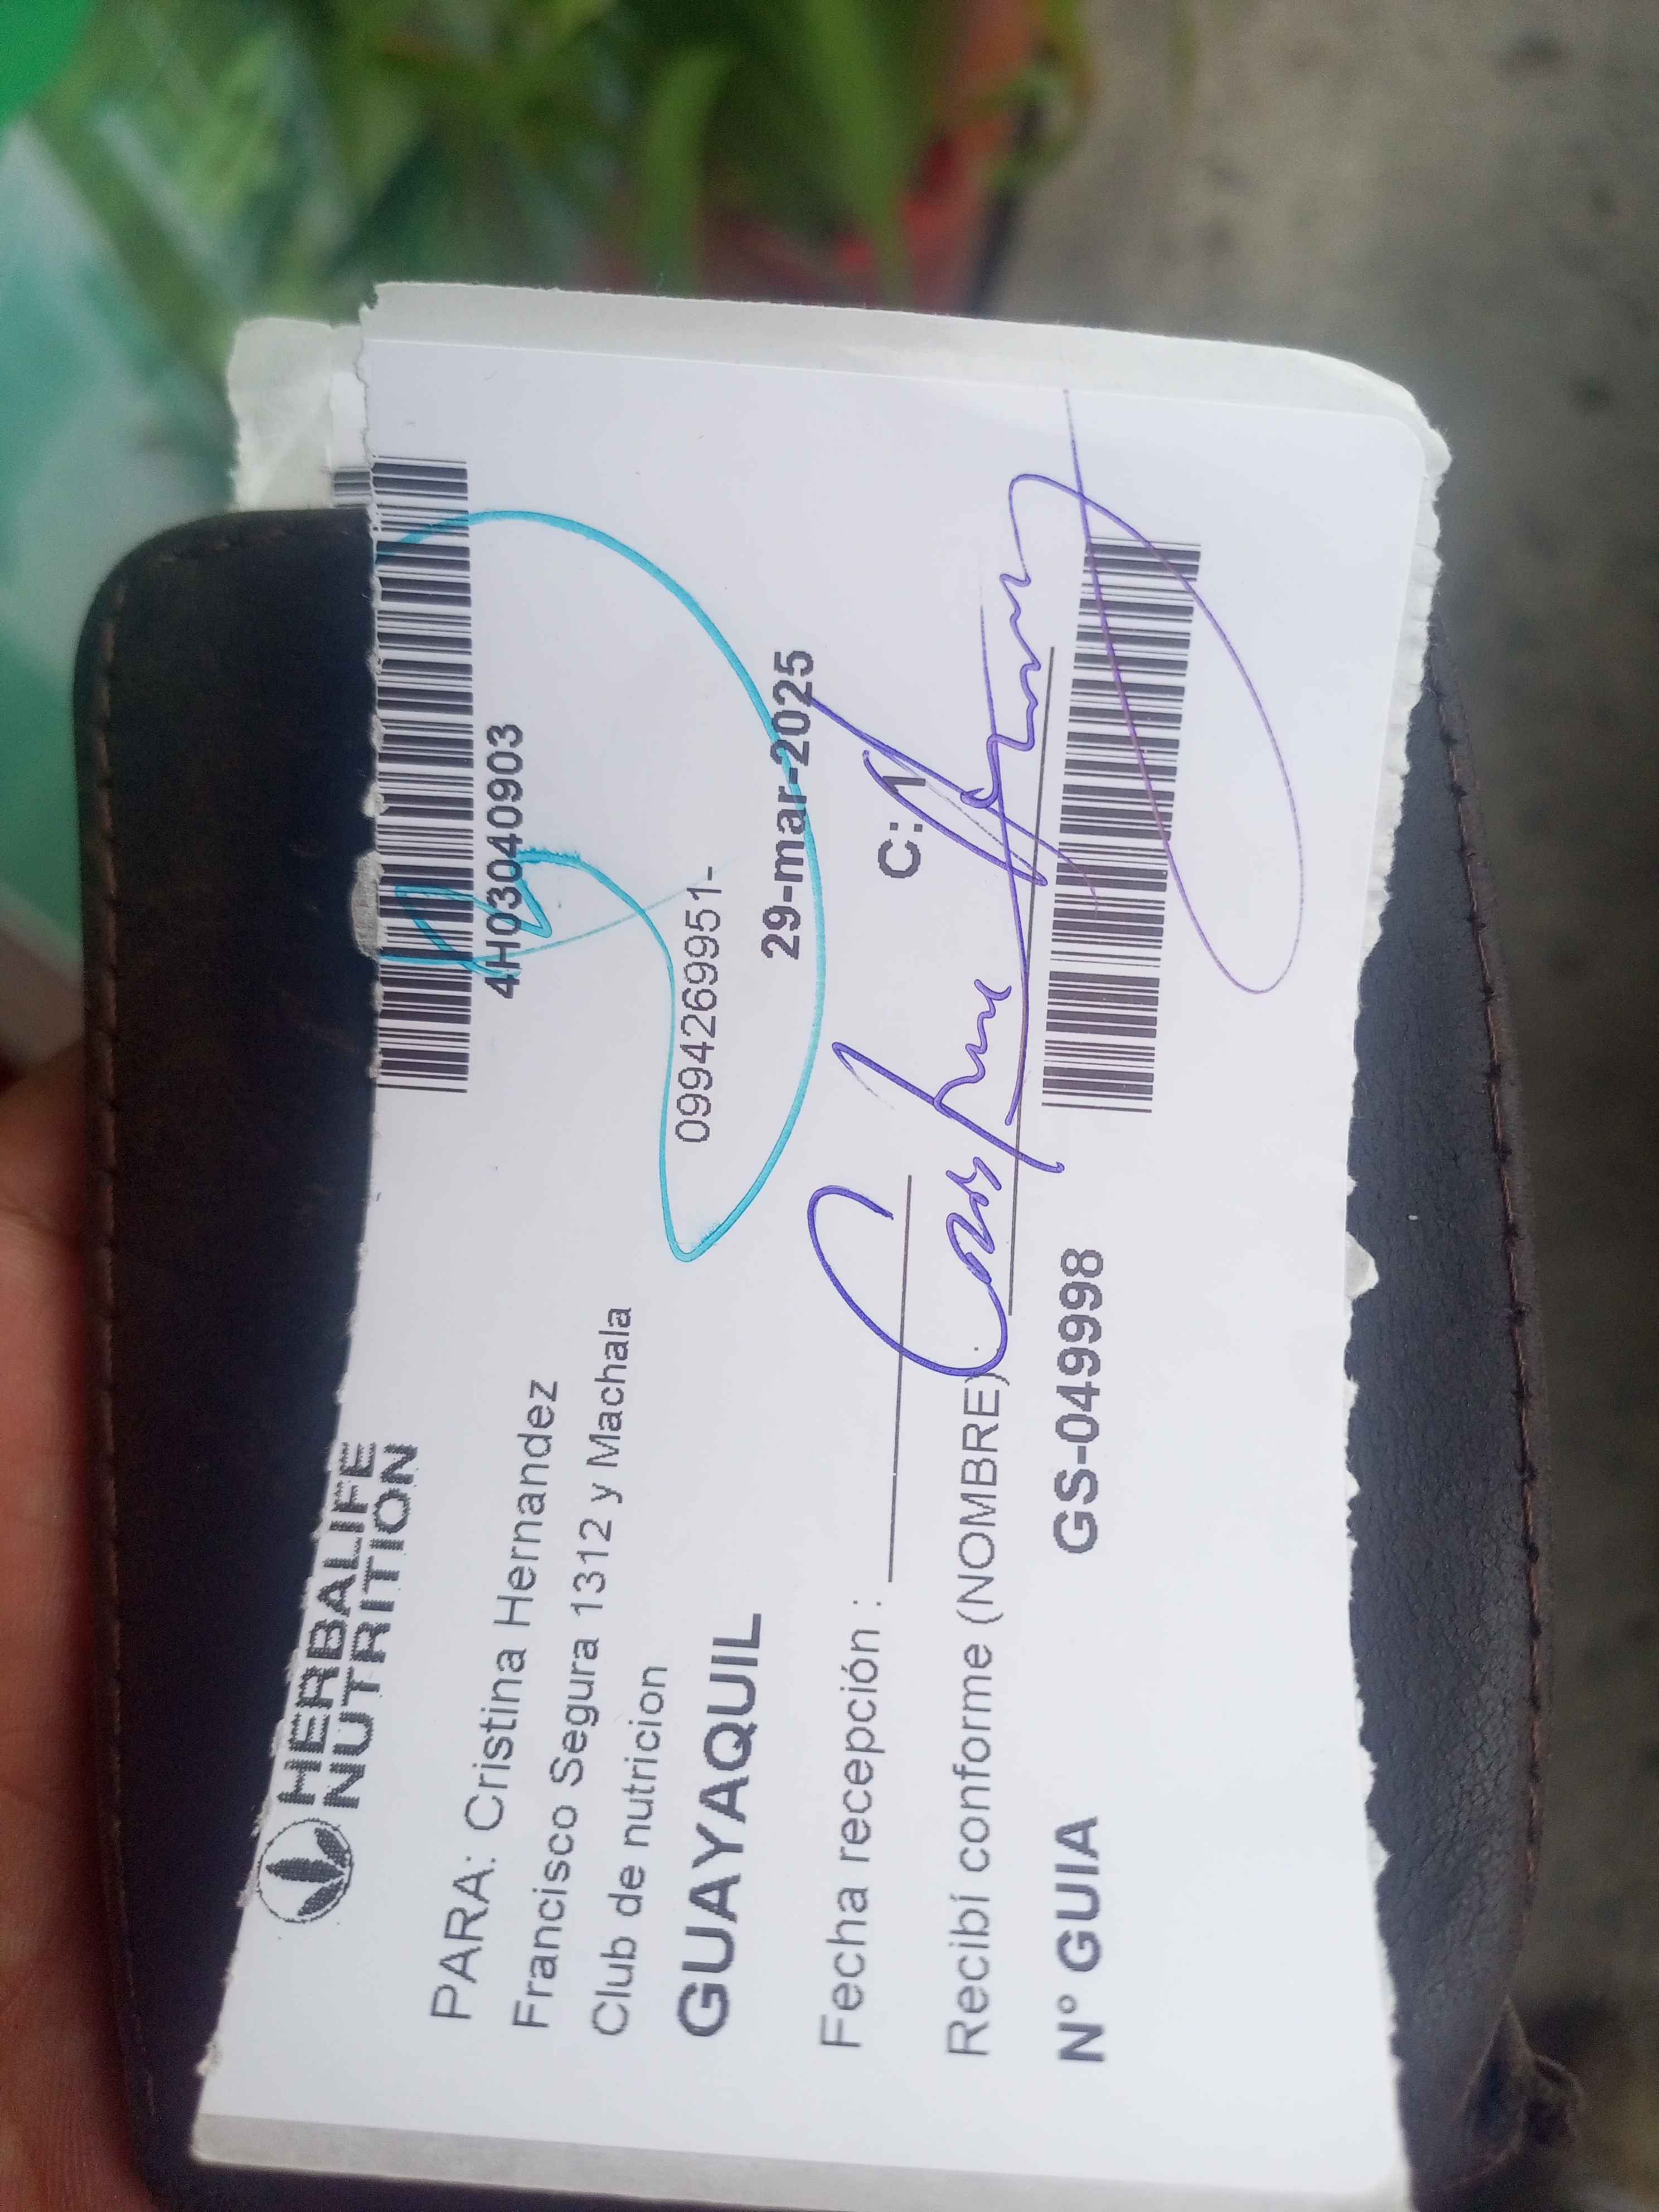 HERBALIFE
NUTRITION
4H03040903
PARA: Cristina Hernandez
Francisco Segura 1312 y Machala
Club de nutricion
0994269951-
GUAYAQUIL
29-mar-2025
Fecha recepción :
C: 1
Recibí conforme (NOMBRE)
N° GUIA GS-049998